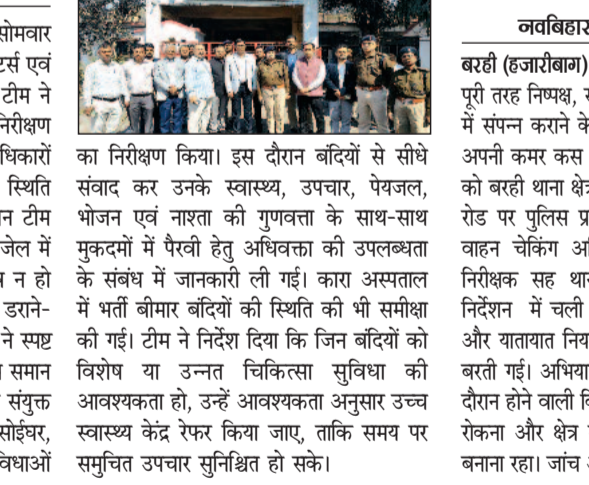 सोमवार
टर्स एवं
टीम ने
निरीक्षण
धिकारों
स्थिति
न टीम
जेल में
न हो
डराने-
ने स्पष्ट
समान
संयुक्त
सोईघर,
विधाओं
का निरीक्षण किया। इस दौरान बंदियों से सीधे
संवाद कर उनके स्वास्थ्य, उपचार, पेयजल,
भोजन एवं नाश्ता की गुणवत्ता के साथ-साथ
मुकदमों में पैरवी हेतु अधिवक्ता की उपलब्धता
के संबंध में जानकारी ली गई। कारा अस्पताल
में भर्ती बीमार बंदियों की स्थिति की भी समीक्षा
की गई। टीम ने निर्देश दिया कि जिन बंदियों को
विशेष या उन्नत चिकित्सा सुविधा की
आवश्यकता हो, उन्हें आवश्यकता अनुसार उच्च
स्वास्थ्य केंद्र रेफर किया जाए, ताकि समय पर
समुचित उपचार सुनिश्चित हो सके।
नवबिहार
बरही (हजारीबाग)
पूरी तरह निष्पक्ष,
में संपन्न कराने के
अपनी कमर कस
को बरही थाना क्षे
रोड पर पुलिस प्र
वाहन चेकिंग अ
निरीक्षक सह था
निर्देशन में चली
और यातायात निय
बरती गई। अभिया
दौरान होने वाली
रोकना और क्षेत्र
बनाना रहा। जांच